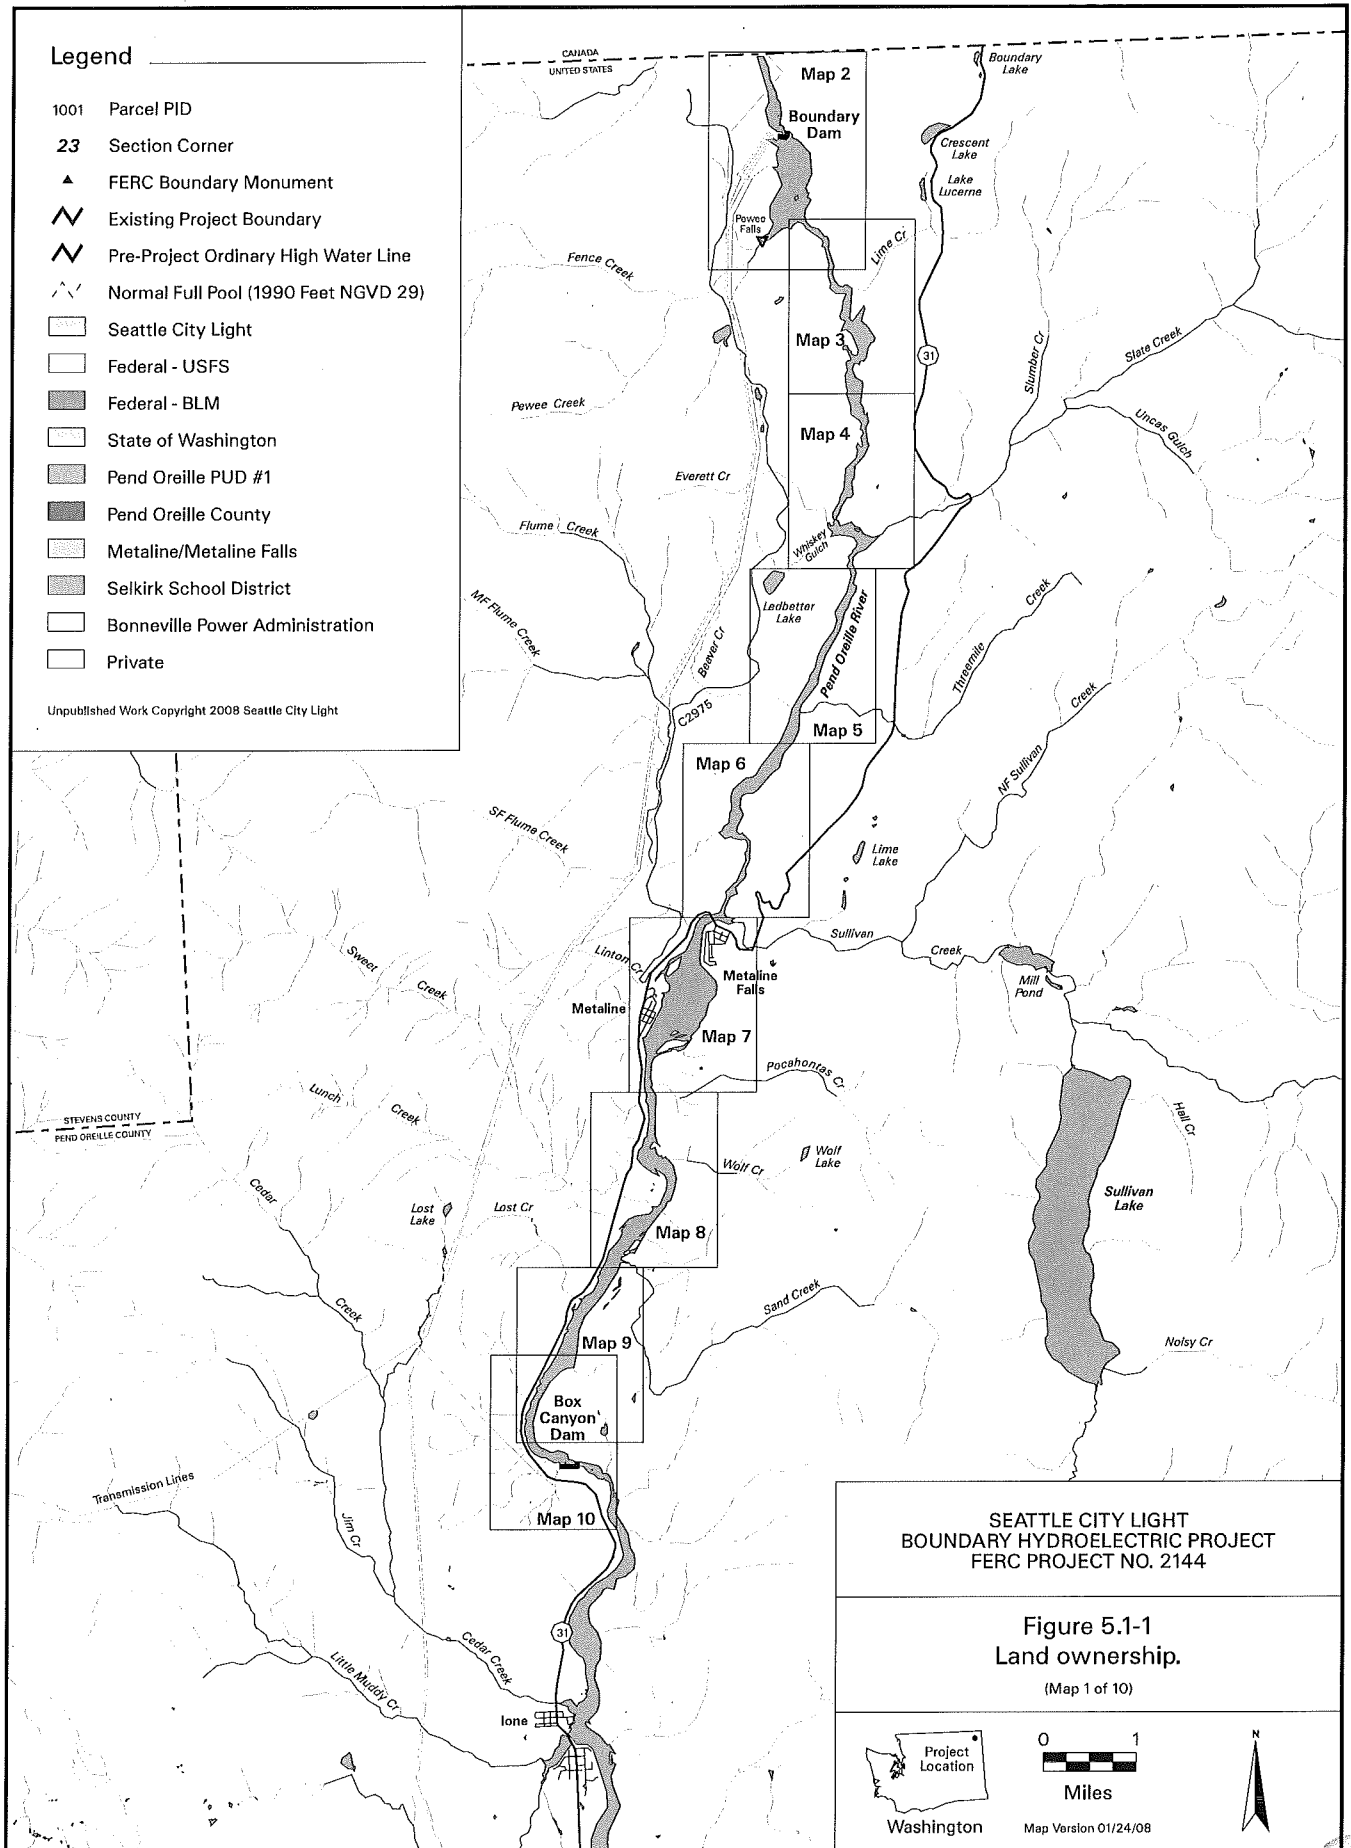 Legend
1001 Parcel PID
23 Section Corner
FERC Boundary Monument
Existing Project Boundary
Pre-Project Ordinary High Water Line
Normal Full Pool (1990 Feet NGVD 29)
Seattle City Light
Federal - USFS
Federal - BLM
State of Washington
Pend Oreille PUD #1
Pend Oreille County
Metaline/Metaline Falls
Selkirk School District
Bonneville Power Administration
Private
Unpublished Work Copyright 2008 Seattle City Light
CANADA
UNITED STATES
Map 2
Boundary
Lake
Boundary
Dam
Crescent
Lake
Lake
Lucerne
Pewee
Falls
Lime Cr
Fence Creek
Map 3
31
Slumber Cr
Slate Creek
Pewee Creek
Map 4
Uncas Gulch
Everett Cr
Flume Creek
Whiskey
Gulch
MF Flume Creek
Ledbetter
Lake
Beaver Cr
Pend Oreille River
Threemile Creek
C2975
Map 5
Map 6
NF Sullivan Creek
SF Flume Creek
Lime
Lake
Sullivan Creek
Sweet Creek
Linton Cr
Metaline
Falls
Mill
Pond
Metaline
Map 7
Pocahontas Cr
Lunch Creek
Hall Cr
STEVENS COUNTY
PEND OREILLE COUNTY
Wolf Cr
Wolf
Lake
Cedar Creek
Lost
Lake
Lost Cr
Sullivan
Lake
Map 8
Sand Creek
Map 9
Noisy Cr
Box
Canyon
Dam
Transmission Lines
Jim Cr
Map 10
31
Cedar Creek
Little Muddy Cr
Ione
SEATTLE CITY LIGHT
BOUNDARY HYDROELECTRIC PROJECT
FERC PROJECT NO. 2144
Figure 5.1-1
Land ownership.
(Map 1 of 10)
Project
Location
Washington
0 1
Miles
Map Version 01/24/08
N